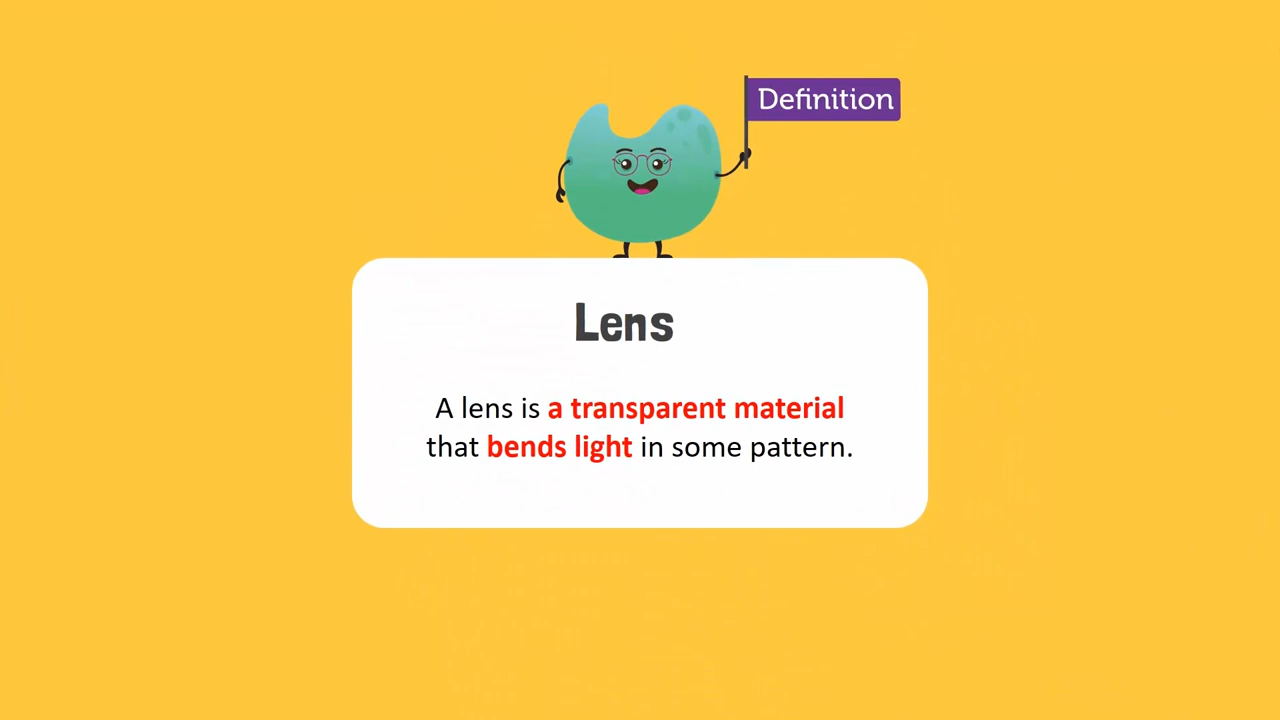 Definition
Lens
A lens is a transparent material
that bends light in some pattern.